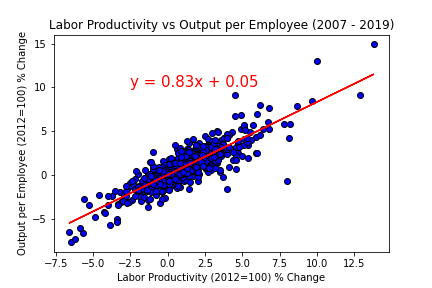 Labor Productivity vs Output per Employee (2007 - 2019)
Output per Employee (2012=100) % Change
15
10
5
0
−5
y = 0.83x + 0.05
−7.5 −5.0 −2.5 0.0 2.5 5.0 7.5 10.0 12.5
Labor Productivity (2012=100) % Change